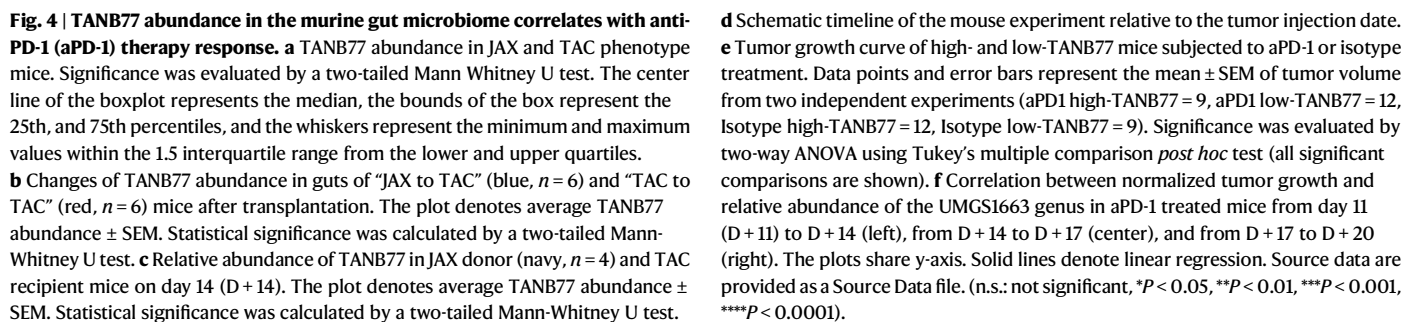 Fig. 4 | TANB77 abundance in the murine gut microbiome correlates with anti-
PD-1 (aPD-1) therapy response. a TANB77 abundance in JAX and TAC phenotype
mice. Significance was evaluated by a two-tailed Mann Whitney U test. The center
line of the boxplot represents the median, the bounds of the box represent the
25th, and 75th percentiles, and the whiskers represent the minimum and maximum
values within the 1.5 interquartile range from the lower and upper quartiles.
b Changes of TANB77 abundance in guts of “JAX to TAC” (blue, n = 6) and “TAC to
TAC” (red, n = 6) mice after transplantation. The plot denotes average TANB77
abundance ± SEM. Statistical significance was calculated by a two-tailed Mann-
Whitney U test. c Relative abundance of TANB77 in JAX donor (navy, n = 4) and TAC
recipient mice on day 14 (D + 14). The plot denotes average TANB77 abundance ±
SEM. Statistical significance was calculated by a two-tailed Mann-Whitney U test.
d Schematic timeline of the mouse experiment relative to the tumor injection date.
e Tumor growth curve of high- and low-TANB77 mice subjected to aPD-1 or isotype
treatment. Data points and error bars represent the mean ± SEM of tumor volume
from two independent experiments (aPD1 high-TANB77 = 9, aPD1 low-TANB77 = 12,
Isotype high-TANB77 = 12, Isotype low-TANB77 = 9). Significance was evaluated by
two-way ANOVA using Tukey’s multiple comparison post hoc test (all significant
comparisons are shown). f Correlation between normalized tumor growth and
relative abundance of the UMGS1663 genus in aPD-1 treated mice from day 11
(D + 11) to D + 14 (left), from D + 14 to D + 17 (center), and from D + 17 to D + 20
(right). The plots share y-axis. Solid lines denote linear regression. Source data are
provided as a Source Data file. (n.s.: not significant, *P < 0.05, **P < 0.01, ***P < 0.001,
****P < 0.0001).